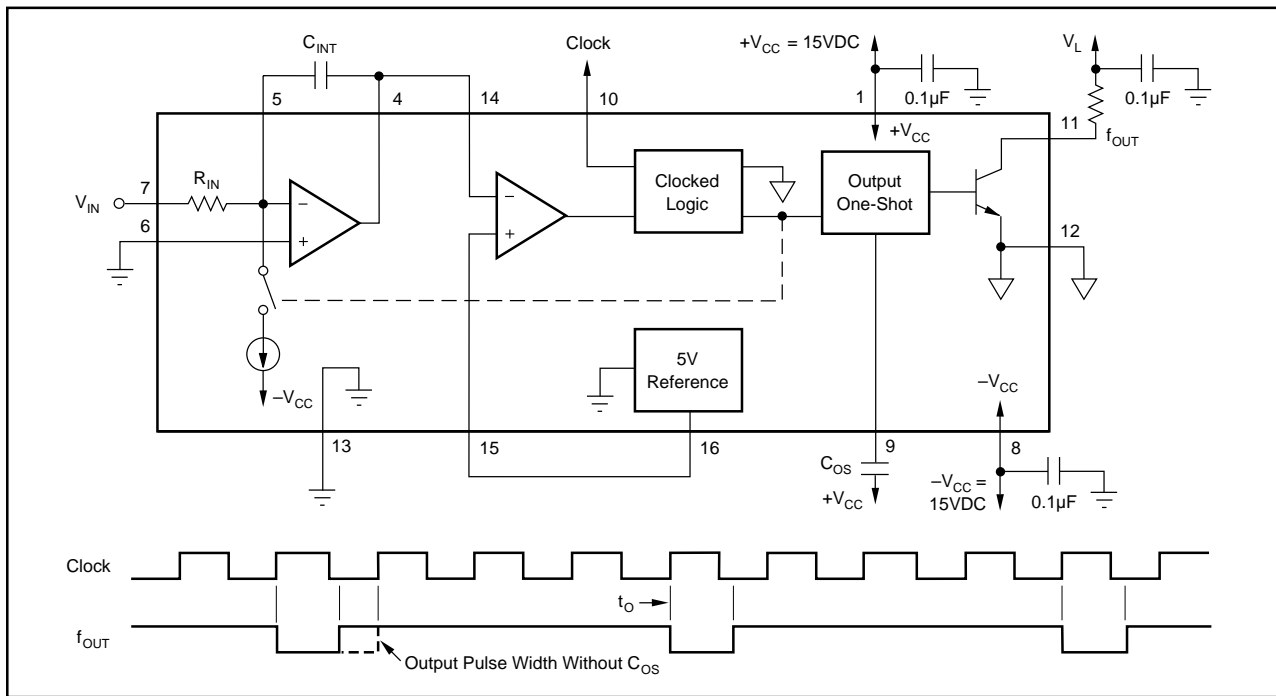 C_INT
Clock
+V_CC = 15VDC
V_L
5
4
14
10
1
0.1µF
0.1µF
11
+V_CC
f_OUT
7
R_IN
V_IN
6
–
+
–
+
Clocked
Logic
Output
One-Shot
12
–V_CC
5V
Reference
–V_CC
13
15
16
9
8
C_OS
+V_CC
–V_CC =
15VDC
0.1µF
Clock
t_O
f_OUT
Output Pulse Width Without C_OS